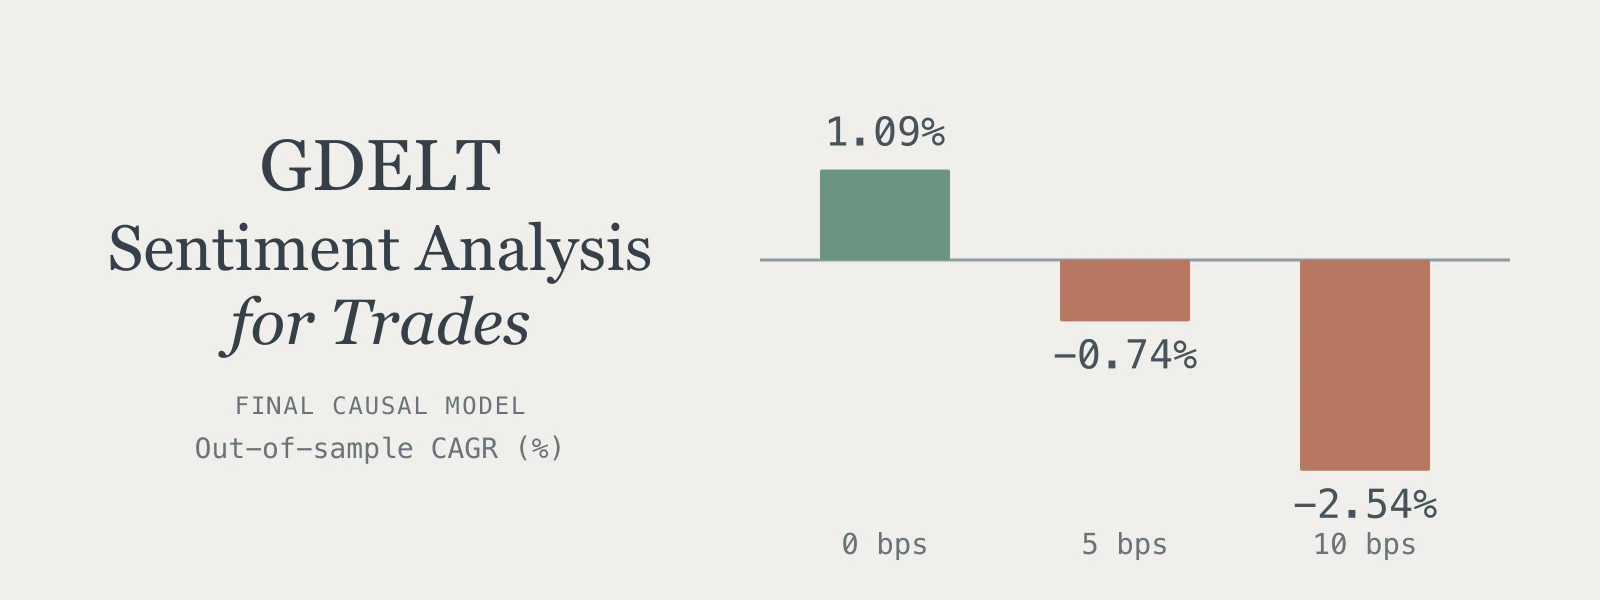 GDELT
Sentiment Analysis
for Trades
FINAL CAUSAL MODEL
Out−of−sample CAGR (%)
1.09%
−0.74%
−2.54%
0 bps
5 bps
10 bps